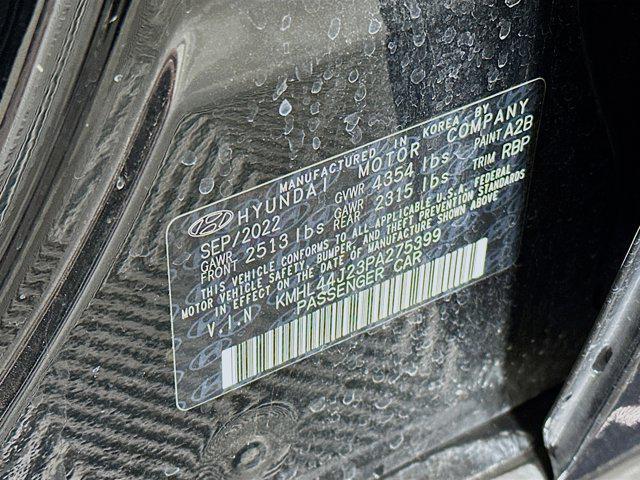 MANUFACTURED IN KOREA BY
HYUNDAI MOTOR COMPANY
SEP/2022 GVWR 4354 lbs PAINT A2B
GAWR FRONT 2513 lbs GAWR REAR 2315 lbs TRIM RBP
THIS VEHICLE CONFORMS TO ALL APPLICABLE U.S.A. FEDERAL
MOTOR VEHICLE SAFETY, BUMPER, AND THEFT PREVENTION STANDARDS
IN EFFECT ON THE DATE OF MANUFACTURE SHOWN ABOVE
V.I.N KMHL44J23PA275399
PASSENGER CAR